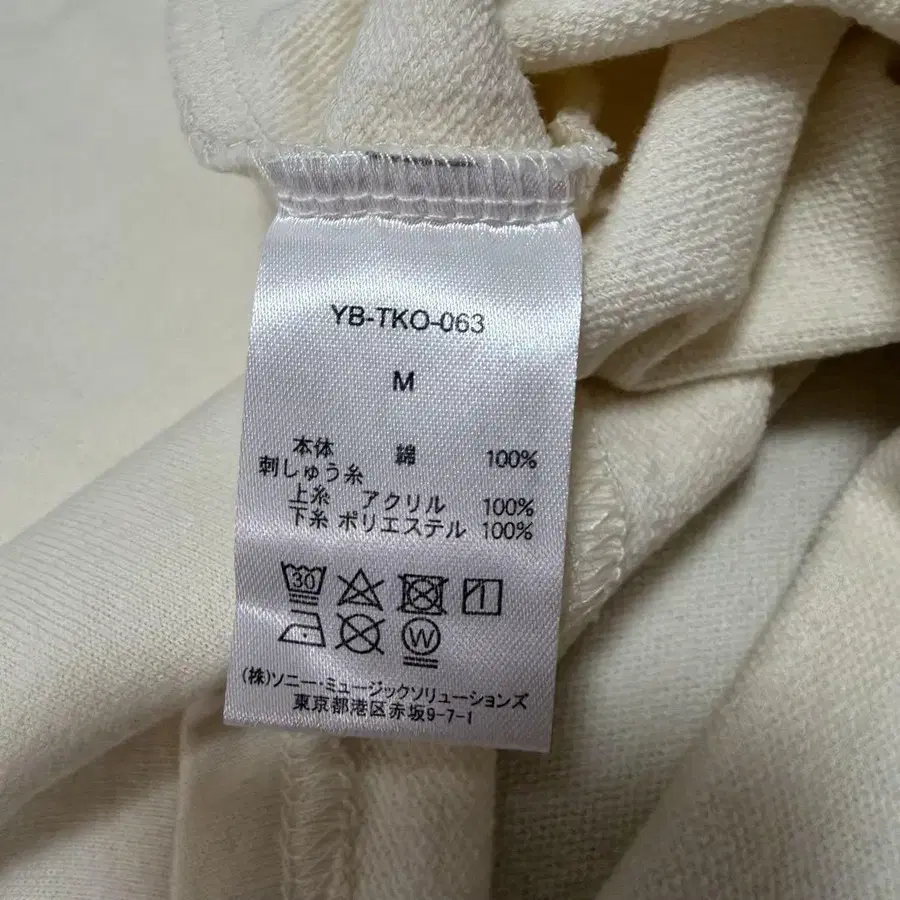 YB-TKO-063
M
本体 綿 100%
刺しゅう糸
上糸 アクリル 100%
下糸 ポリエステル 100%
30
W
(株)ソニー・ミュージックソリューションズ
東京都港区赤坂9-7-1